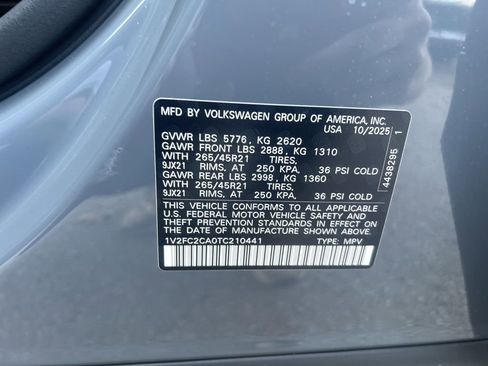 MFD BY VOLKSWAGEN GROUP OF AMERICA, INC.
USA 10/2025
GVWR LBS 5776, KG 2620
GAWR FRONT LBS 2888, KG 1310
WITH 265/45R21 TIRES,
9JX21 RIMS, AT 250 KPA, 36 PSI COLD
GAWR REAR LBS 2998, KG 1360
WITH 265/45R21 TIRES,
9JX21 RIMS, AT 250 KPA, 36 PSI COLD
THIS VEHICLE CONFORMS TO ALL APPLICABLE
U.S. FEDERAL MOTOR VEHICLE SAFETY AND
THEFT PREVENTION STANDARDS IN EFFECT ON
THE DATE OF MANUFACTURE SHOWN ABOVE.
1V2FC2CA0TC210441 TYPE: MPV
4438295 1